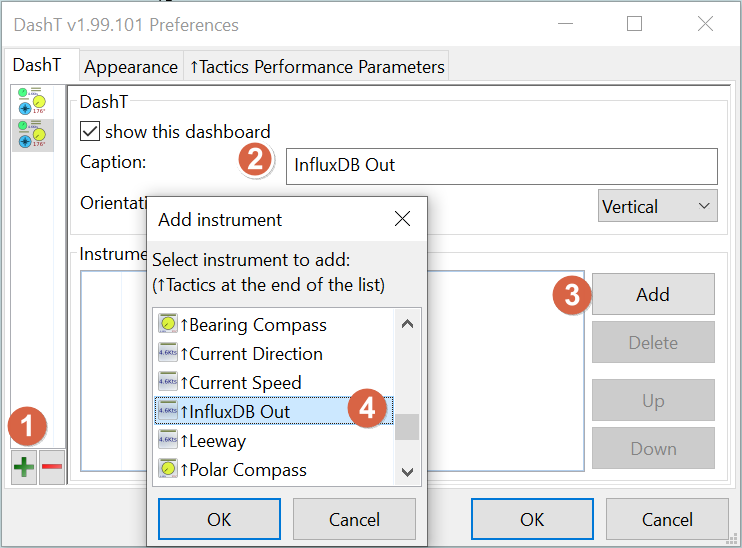 DashT v1.99.101 Preferences
DashT
Appearance
↑Tactics Performance Parameters
DashT
show this dashboard
Caption:
2
InfluxDB Out
Orientati
Vertical
Add instrument
Instrume
Select instrument to add:
(↑Tactics at the end of the list)
3
Add
↑Bearing Compass
↑Current Direction
Delete
↑Current Speed
↑InfluxDB Out
4
Up
1
↑Leeway
Down
↑Polar Compass
OK
Cancel
OK
Cancel